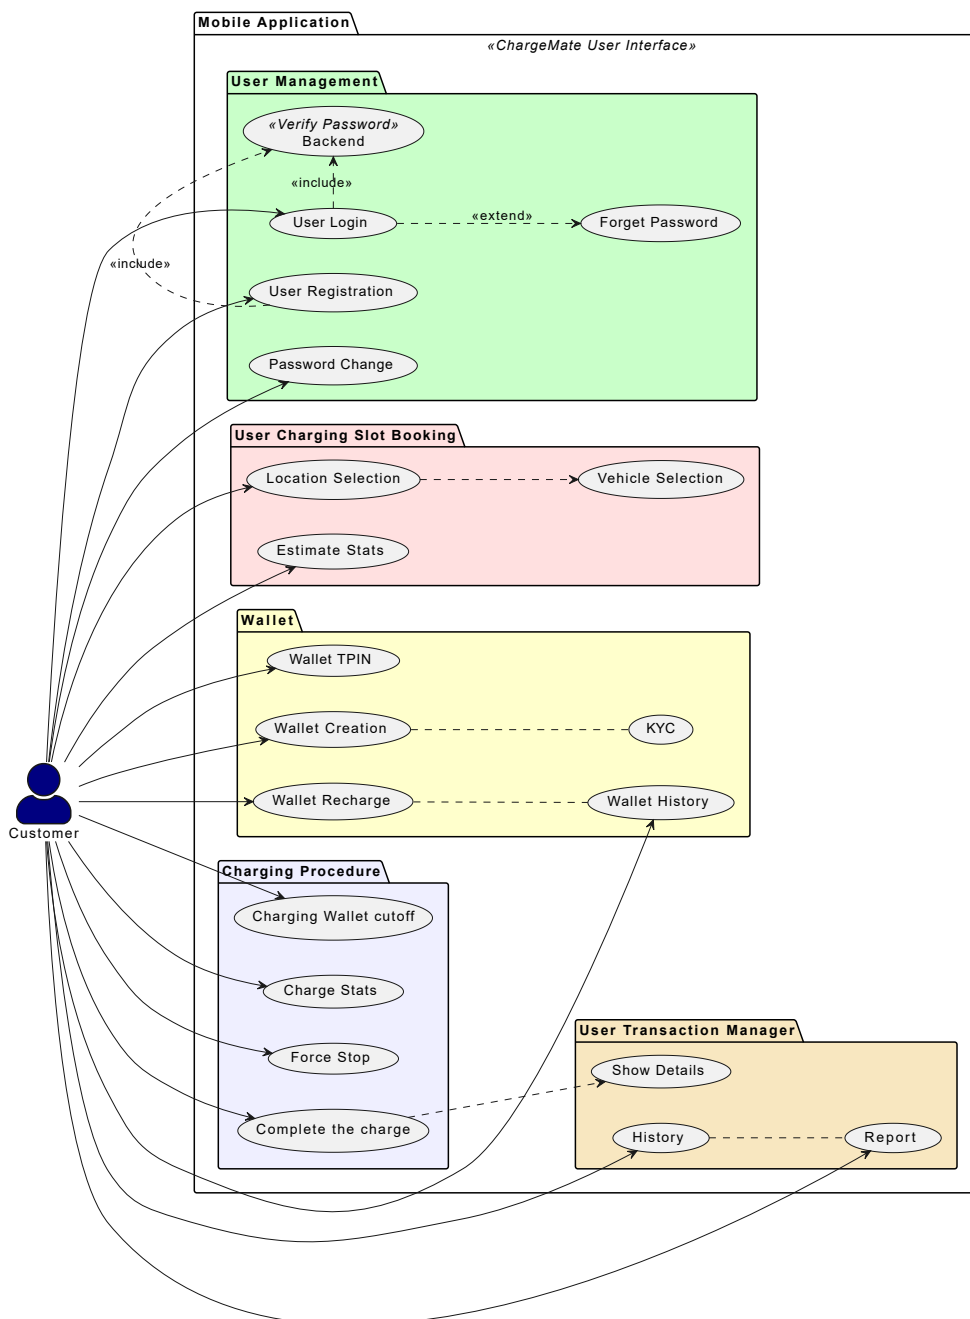 Mobile Application
«ChargeMate User Interface»
User Management
«Verify Password»
Backend
«include»
User Login
«extend»
Forget Password
«include»
User Registration
Password Change
User Charging Slot Booking
Location Selection
Vehicle Selection
Estimate Stats
Wallet
Wallet TPIN
Wallet Creation
KYC
Wallet Recharge
Wallet History
Customer
Charging Procedure
Charging Wallet cutoff
Charge Stats
Force Stop
Complete the charge
User Transaction Manager
Show Details
History
Report